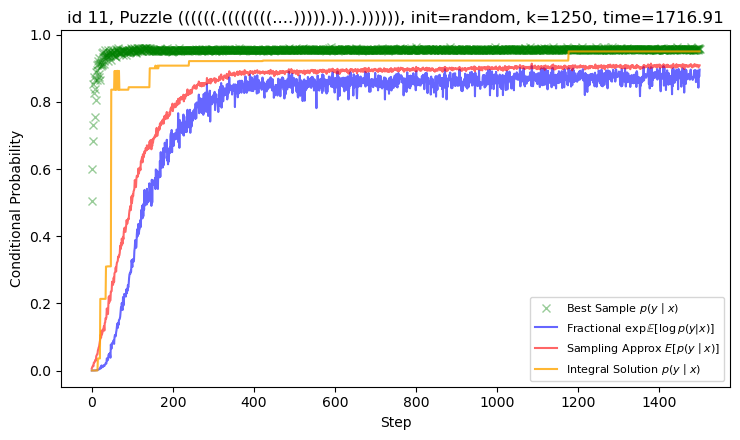 id 11, Puzzle ((((((.((((((((....))))).)).).)))))), init=random, k=1250, time=1716.91
Conditional Probability
1.0
0.8
0.6
0.4
0.2
0.0
Best Sample p(y | x)
Fractional exp𝔼[log p(y|x)]
Sampling Approx E[p(y | x)]
Integral Solution p(y | x)
0 200 400 600 800 1000 1200 1400
Step